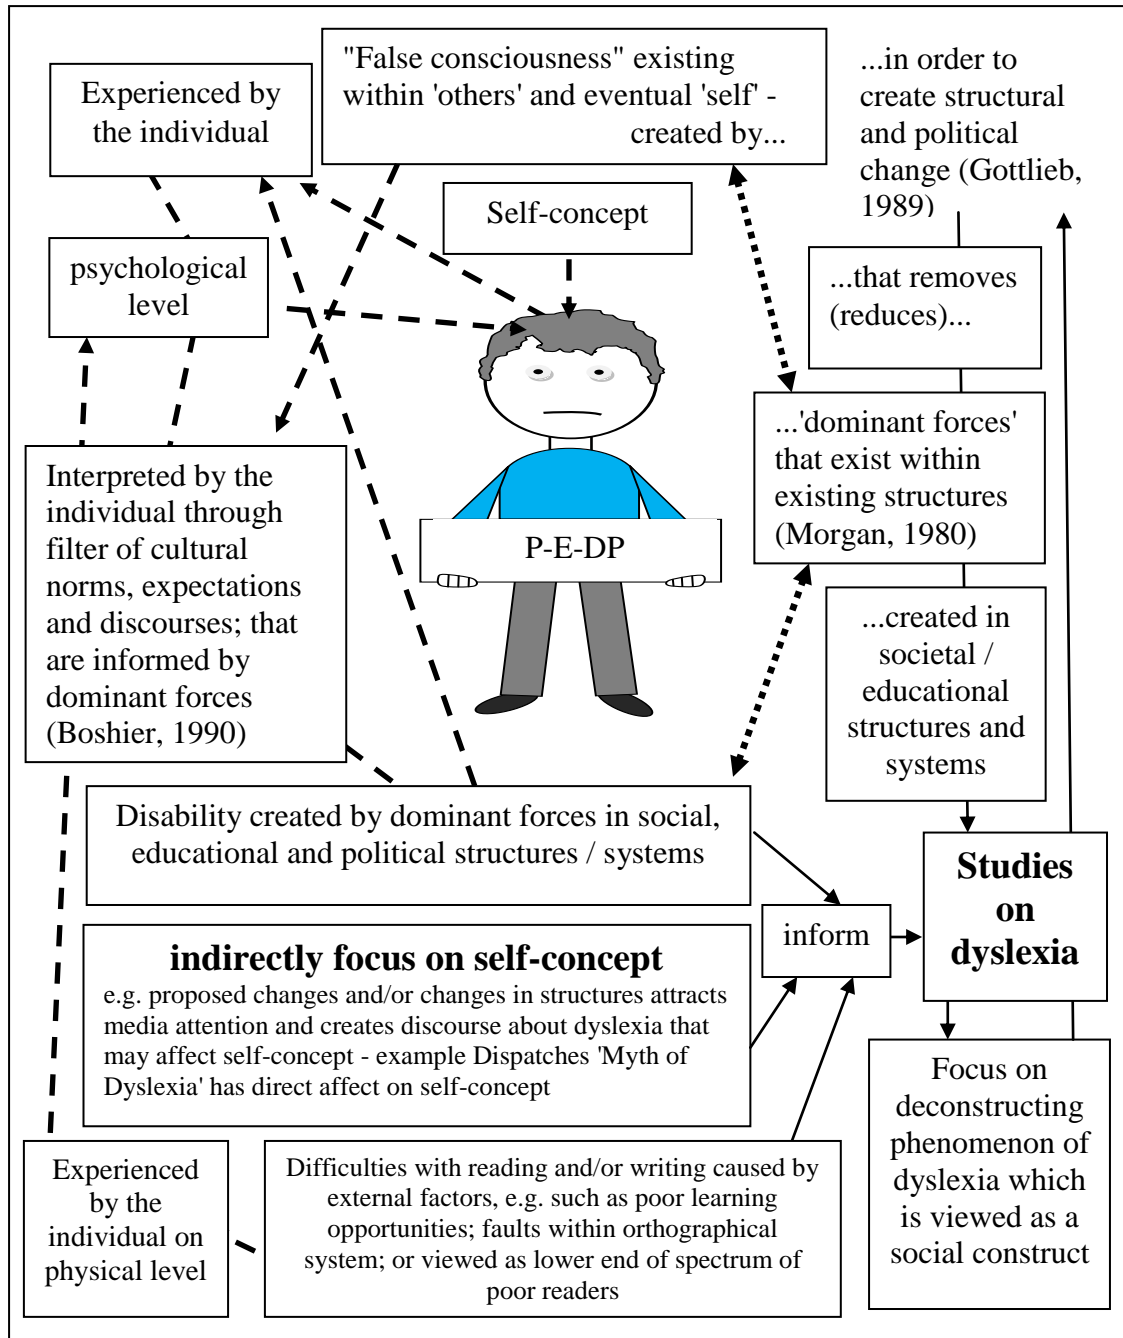 "False consciousness" existing
within 'others' and eventual 'self' -
created by...
...in order to
create structural
and political
change (Gottlieb,
1989)
Experienced by
the individual
Self-concept
psychological
level
...that removes
(reduces)...
...'dominant forces'
that exist within
existing structures
(Morgan, 1980)
Interpreted by the
individual through
filter of cultural
norms, expectations
and discourses; that
are informed by
dominant forces
(Boshier, 1990)
P-E-DP
...created in
societal /
educational
structures and
systems
Disability created by dominant forces in social,
educational and political structures / systems
Studies
on
dyslexia
inform
indirectly focus on self-concept
e.g. proposed changes and/or changes in structures attracts
media attention and creates discourse about dyslexia that
may affect self-concept - example Dispatches 'Myth of
Dyslexia' has direct affect on self-concept
Focus on
deconstructing
phenomenon of
dyslexia which
is viewed as a
social construct
Experienced
by the
individual on
physical level
Difficulties with reading and/or writing caused by
external factors, e.g. such as poor learning
opportunities; faults within orthographical
system; or viewed as lower end of spectrum of
poor readers